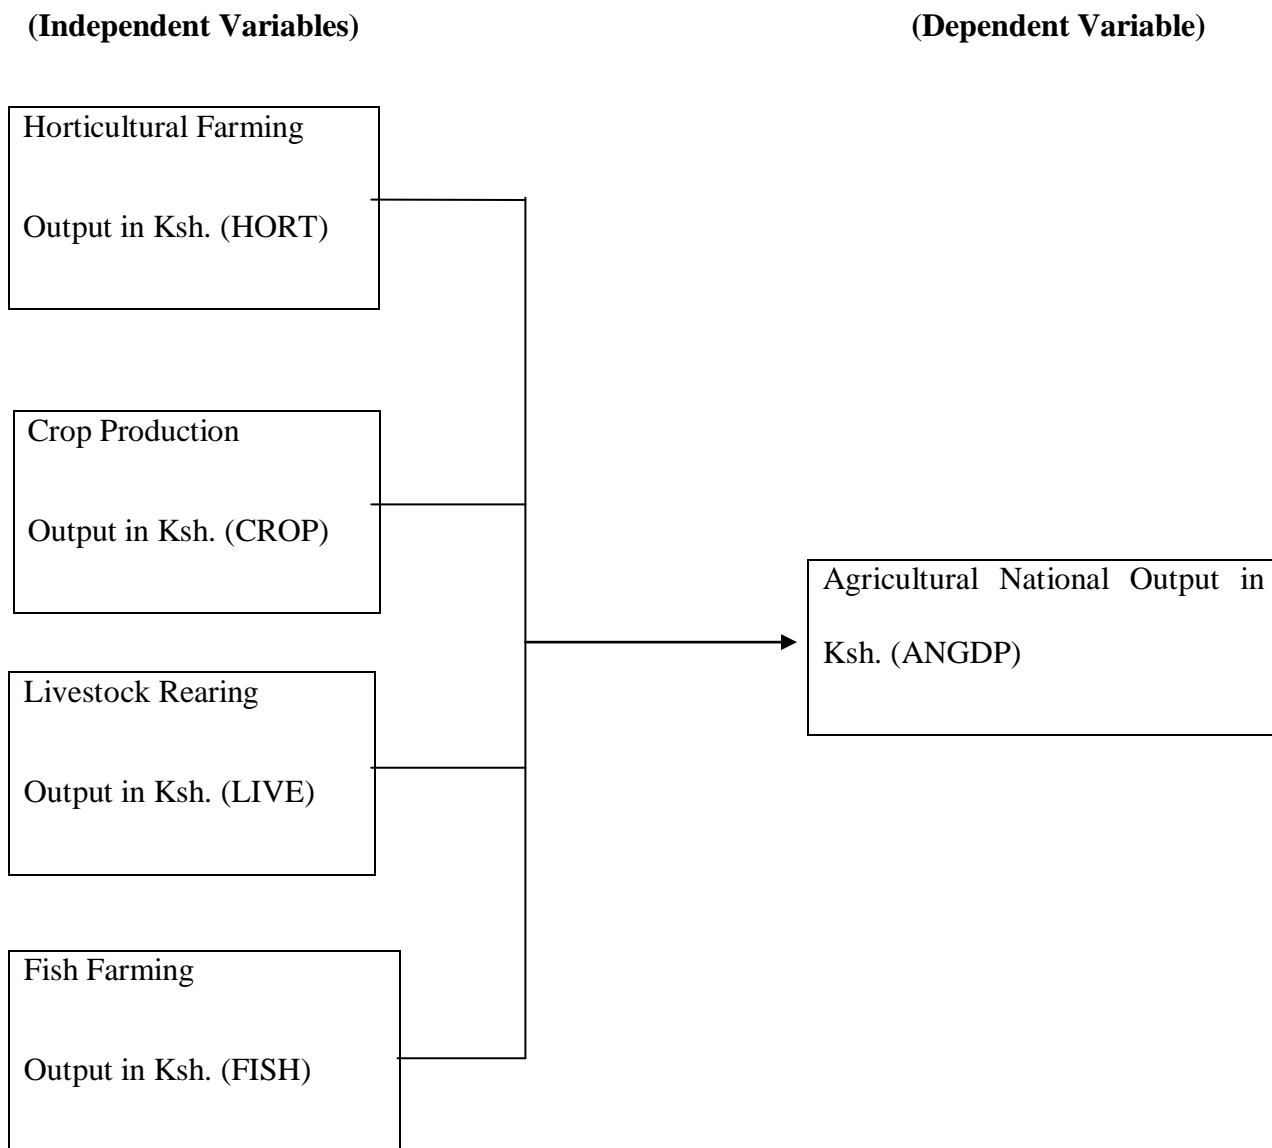 (Independent Variables)
(Dependent Variable)
Horticultural Farming
Output in Ksh. (HORT)
Crop Production
Output in Ksh. (CROP)
Agricultural National Output in
Ksh. (ANGDP)
Livestock Rearing
Output in Ksh. (LIVE)
Fish Farming
Output in Ksh. (FISH)